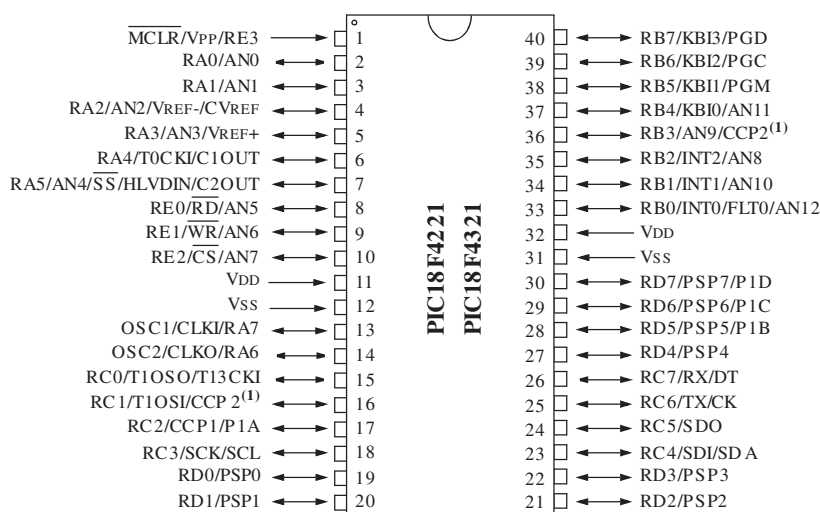 MCLR/VPP/RE3 1 40 RB7/KBI3/PGD
RA0/AN0 2 39 RB6/KBI2/PGC
RA1/AN1 3 38 RB5/KBI1/PGM
RA2/AN2/VREF-/CVREF 4 37 RB4/KBI0/AN11
RA3/AN3/VREF+ 5 36 RB3/AN9/CCP2(1)
RA4/T0CKI/C1OUT 6 35 RB2/INT2/AN8
RA5/AN4/SS/HLVDIN/C2OUT 7 34 RB1/INT1/AN10
RE0/RD/AN5 8 33 RB0/INT0/FLT0/AN12
RE1/WR/AN6 9 32 VDD
RE2/CS/AN7 10 31 VSS
VDD 11 30 RD7/PSP7/P1D
VSS 12 29 RD6/PSP6/P1C
OSC1/CLKI/RA7 13 28 RD5/PSP5/P1B
OSC2/CLKO/RA6 14 27 RD4/PSP4
RC0/T1OSO/T13CKI 15 26 RC7/RX/DT
RC1/T1OSI/CCP2(1) 16 25 RC6/TX/CK
RC2/CCP1/P1A 17 24 RC5/SDO
RC3/SCK/SCL 18 23 RC4/SDI/SDA
RD0/PSP0 19 22 RD3/PSP3
RD1/PSP1 20 21 RD2/PSP2
PIC18F4221
PIC18F4321